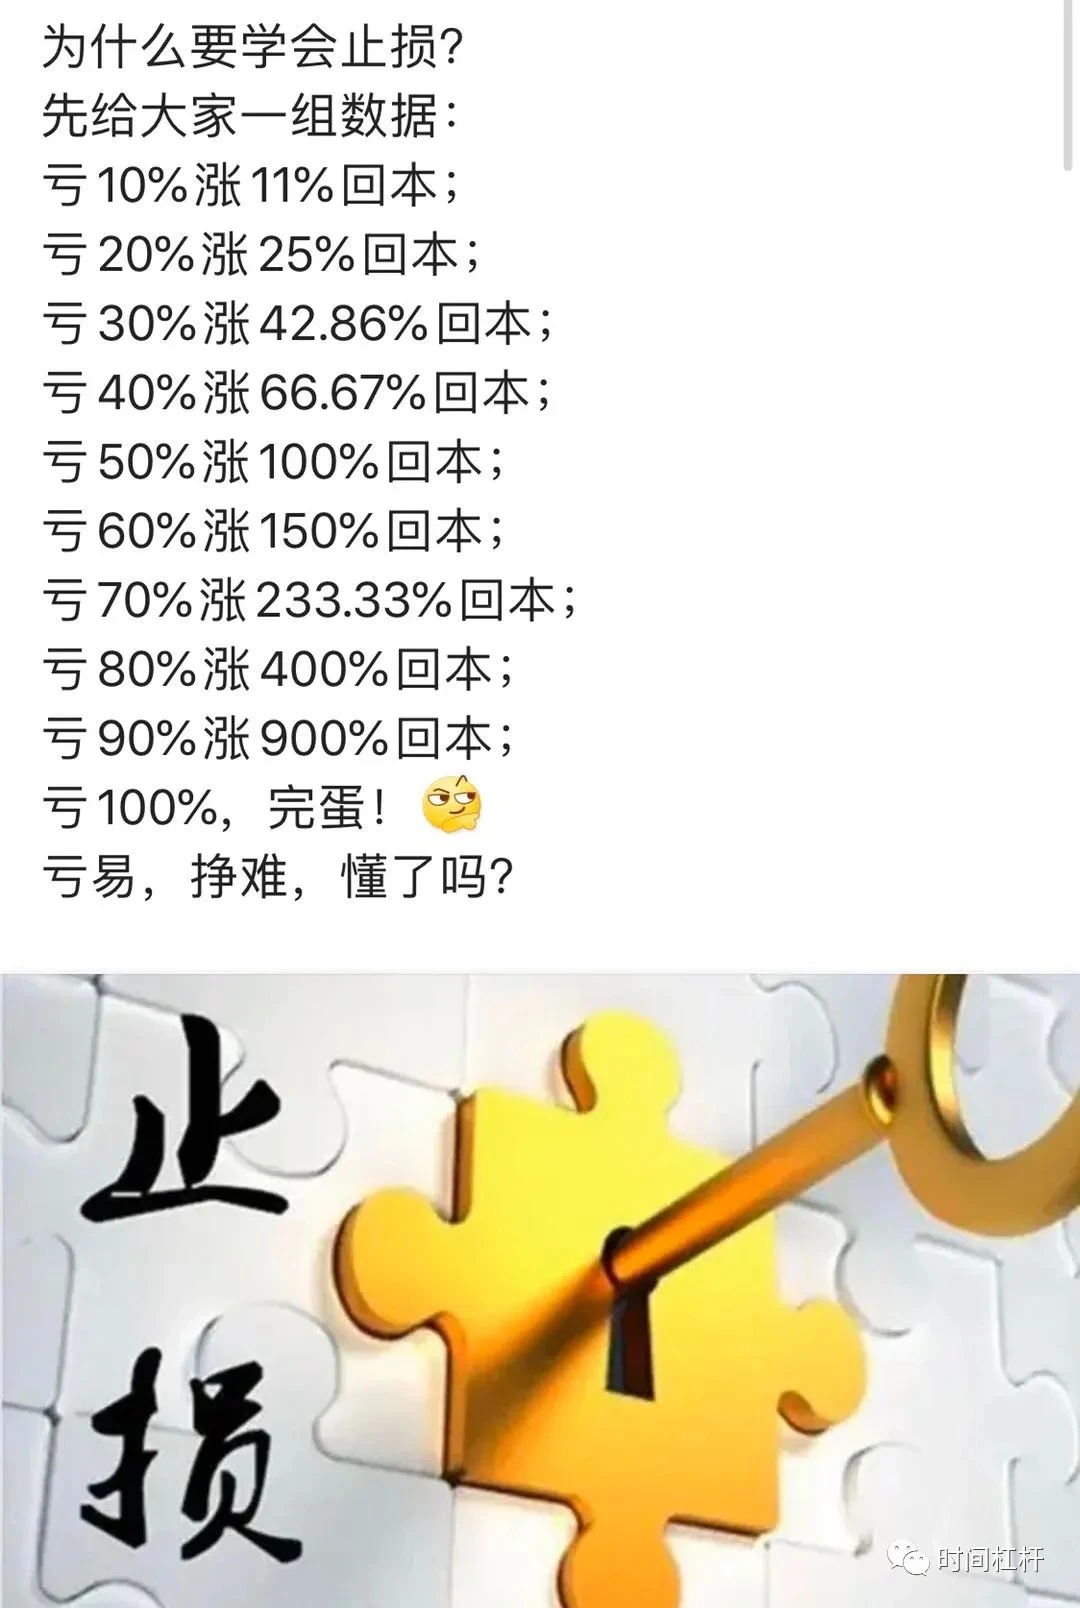 为什么要学会止损？
先给大家一组数据：
亏10%涨11%回本；
亏20%涨25%回本；
亏30%涨42.86%回本；
亏40%涨66.67%回本；
亏50%涨100%回本；
亏60%涨150%回本；
亏70%涨233.33%回本；
亏80%涨400%回本；
亏90%涨900%回本；
亏100%，完蛋！
亏易，挣难，懂了吗？
止
损
时间杠杆